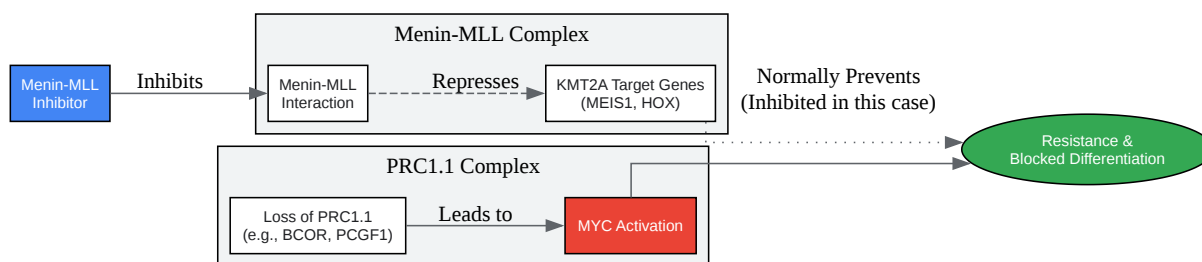 Menin-MLL Complex
Menin-MLL
Inhibitor
Inhibits
Menin-MLL
Interaction
Represses
KMT2A Target Genes
(MEIS1, HOX)
Normally Prevents
(Inhibited in this case)
Resistance &
Blocked Differentiation
PRC1.1 Complex
Loss of PRC1.1
(e.g., BCOR, PCGF1)
Leads to
MYC Activation